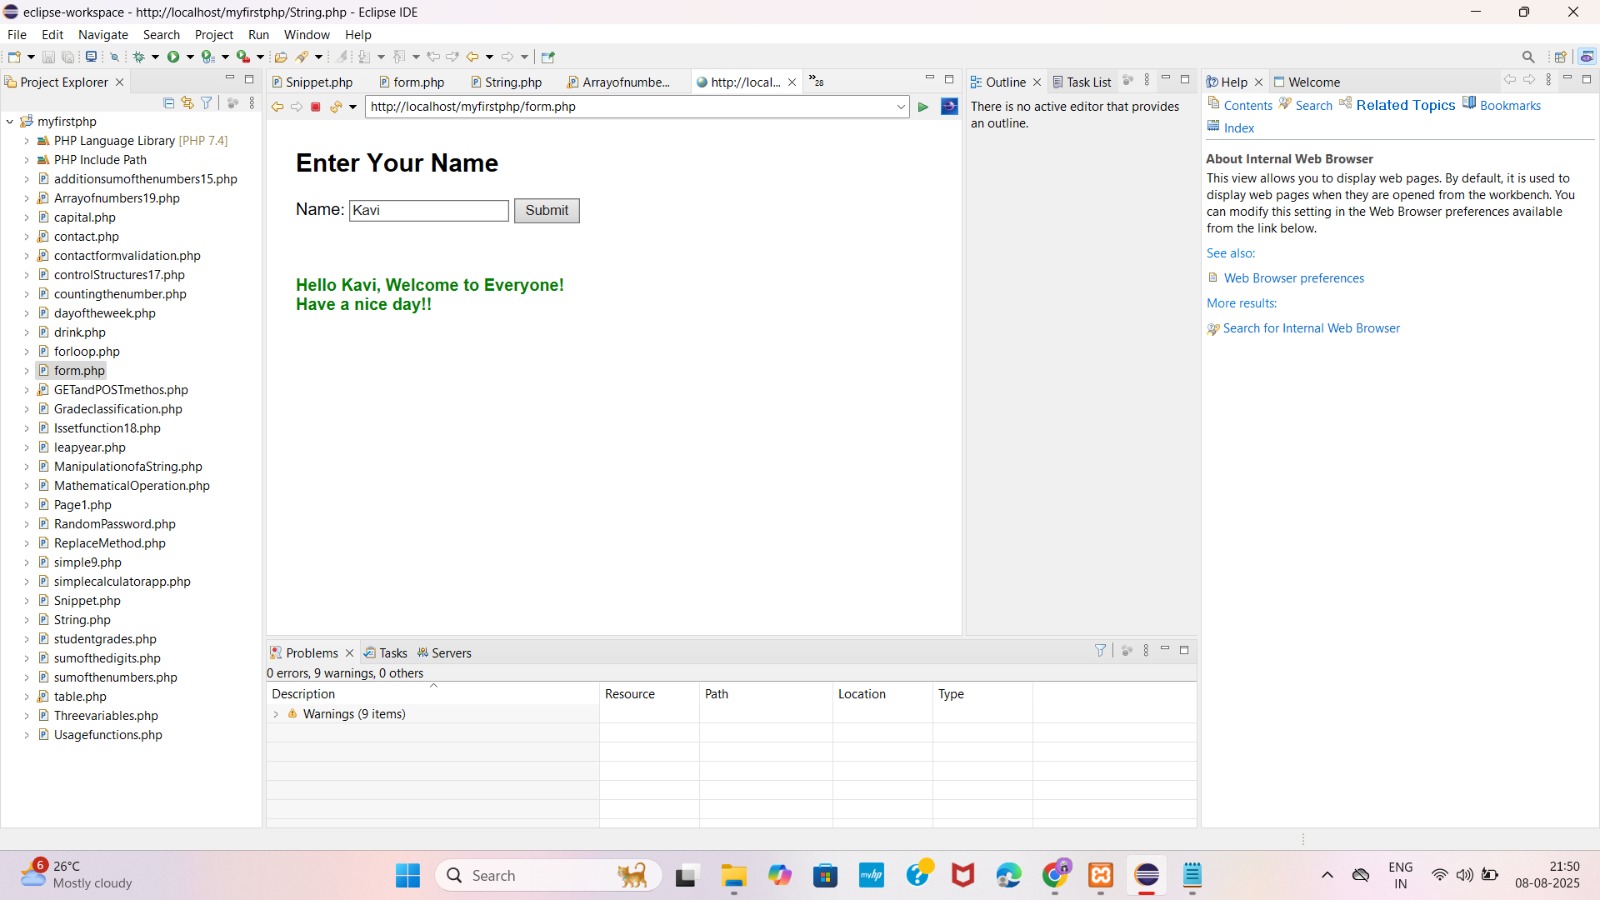 eclipse-workspace - http://localhost/myfirstphp/String.php - Eclipse IDE
File Edit Navigate Search Project Run Window Help
Project Explorer
myfirstphp
PHP Language Library [PHP 7.4]
PHP Include Path
additionsumofthenumbers15.php
Arrayofnumbers19.php
capital.php
contact.php
contactformvalidation.php
controlStructures17.php
countingthenumber.php
dayoftheweek.php
drink.php
forloop.php
form.php
GETandPOSTmethos.php
Gradeclassification.php
Issetfunction18.php
leapyear.php
ManipulationofaString.php
MathematicalOperation.php
Page1.php
RandomPassword.php
ReplaceMethod.php
simple9.php
simplecalculatorapp.php
Snippet.php
String.php
studentgrades.php
sumofthedigits.php
sumofthenumbers.php
table.php
Threevariables.php
Usagefunctions.php
Snippet.php form.php String.php Arrayofnumbe... http://local... »28
http://localhost/myfirstphp/form.php
Enter Your Name
Name: Kavi Submit
Hello Kavi, Welcome to Everyone!
Have a nice day!!
Problems Tasks Servers
0 errors, 9 warnings, 0 others
Description Resource Path Location Type
Warnings (9 items)
Outline Task List
There is no active editor that provides
an outline.
Help Welcome
Contents Search Related Topics Bookmarks
Index
About Internal Web Browser
This view allows you to display web pages. By default, it is used to
display web pages when they are opened from the workbench. You
can modify this setting in the Web Browser preferences available
from the link below.
See also:
Web Browser preferences
More results:
Search for Internal Web Browser
6
26°C
Mostly cloudy
Search
myhp
ENG
IN
21:50
08-08-2025